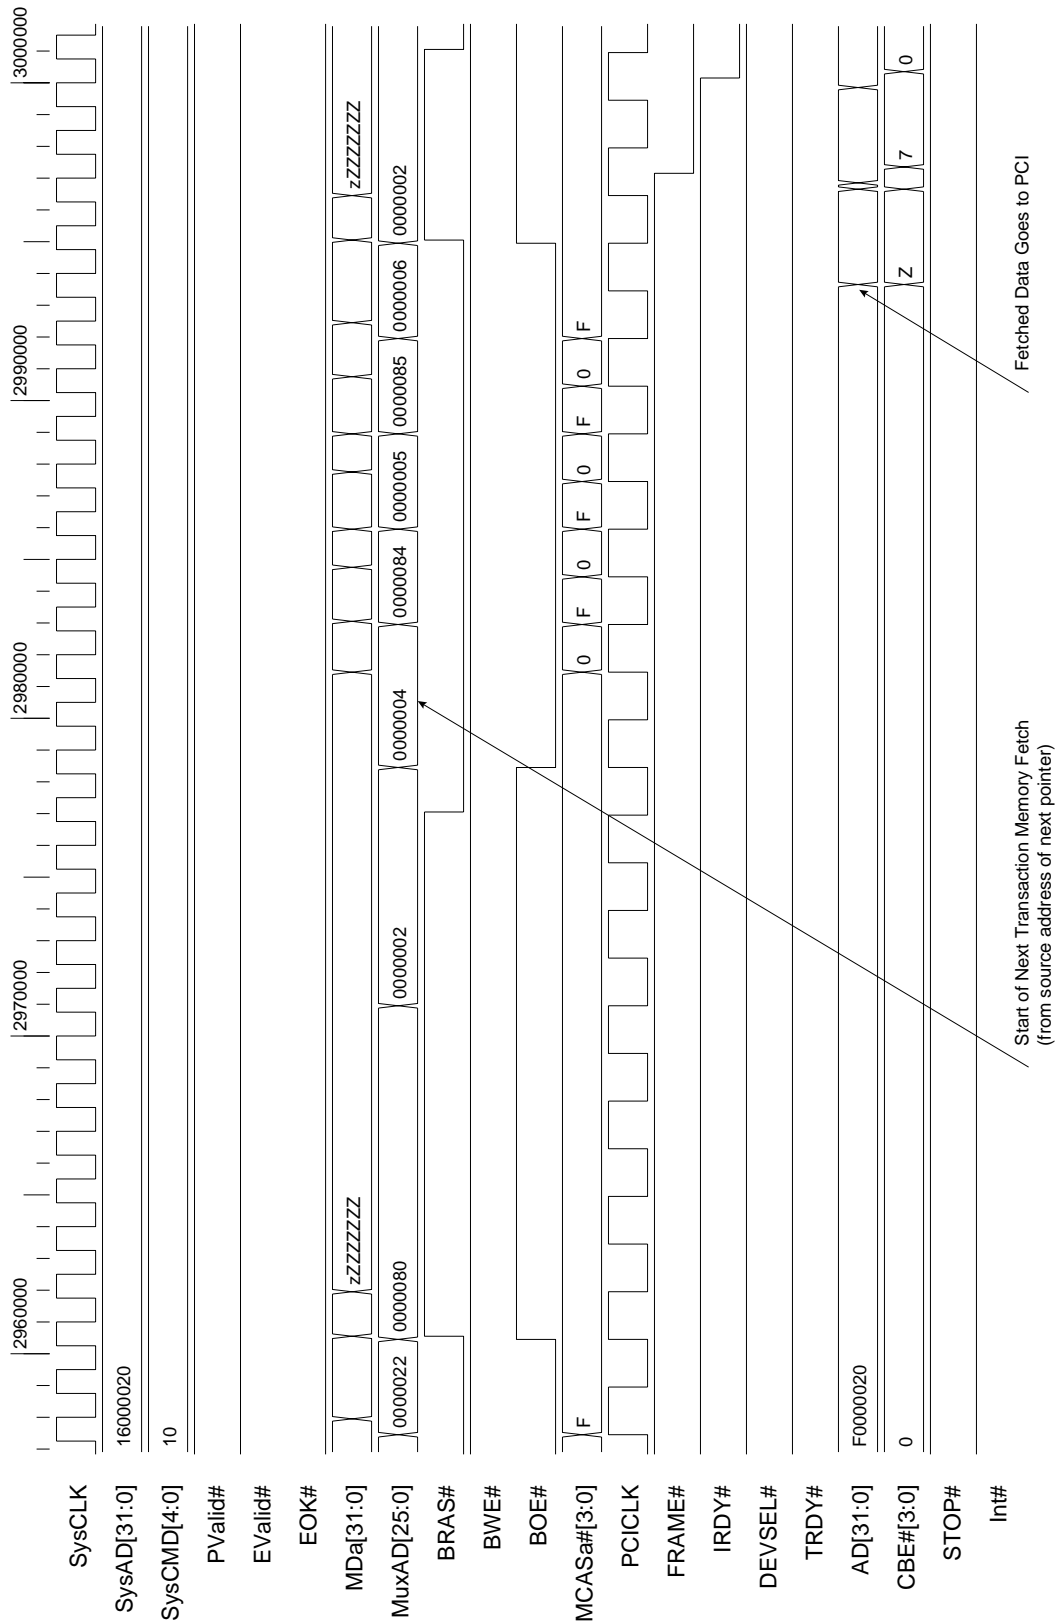 2960000 2970000 2980000 2990000 3000000
SysCLK
SysAD[31:0] 16000020
SysCMD[4:0] 10
PValid#
EValid#
EOK#
MDa[31:0] zZZZZZZZ zZZZZZZZ
MuxAD[25:0] 0000022 0000080 0000002 0000004 0000084 0000005 0000085 0000006 0000002
BRAS#
BWE#
BOE#
MCASa#[3:0] F 0 F 0 F 0 F 0 F
PCICLK
FRAME#
IRDY#
DEVSEL#
TRDY#
AD[31:0] F0000020
CBE#[3:0] 0 Z 7 0
STOP#
Int#
Start of Next Transaction Memory Fetch
(from source address of next pointer)
Fetched Data Goes to PCI